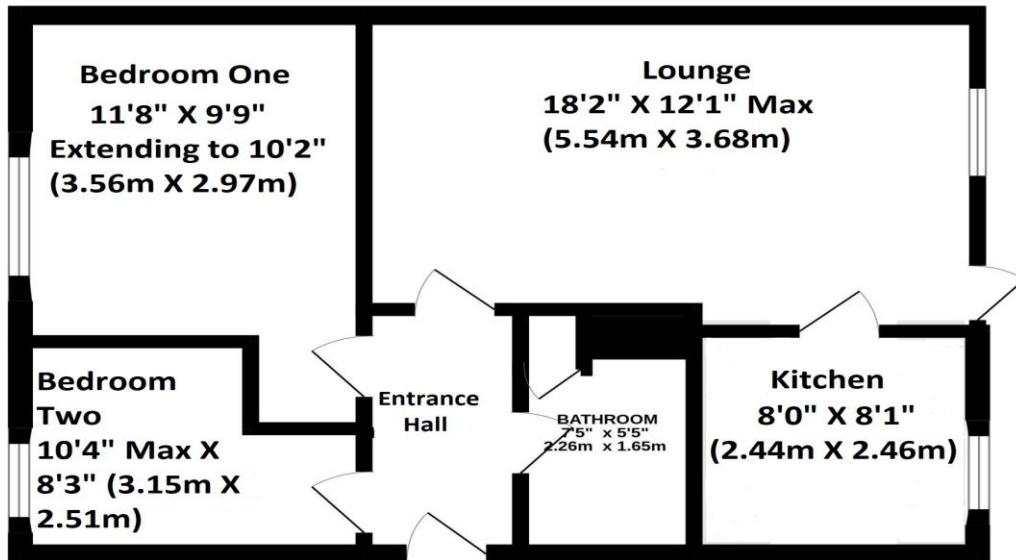 Bedroom One
11'8" X 9'9"
Extending to 10'2"
(3.56m X 2.97m)
Lounge
18'2" X 12'1" Max
(5.54m X 3.68m)
Bedroom
Two
10'4" Max X
8'3" (3.15m X
2.51m)
Entrance
Hall
BATHROOM
7'5" x 5'5"
2.26m x 1.65m
Kitchen
8'0" X 8'1"
(2.44m X 2.46m)